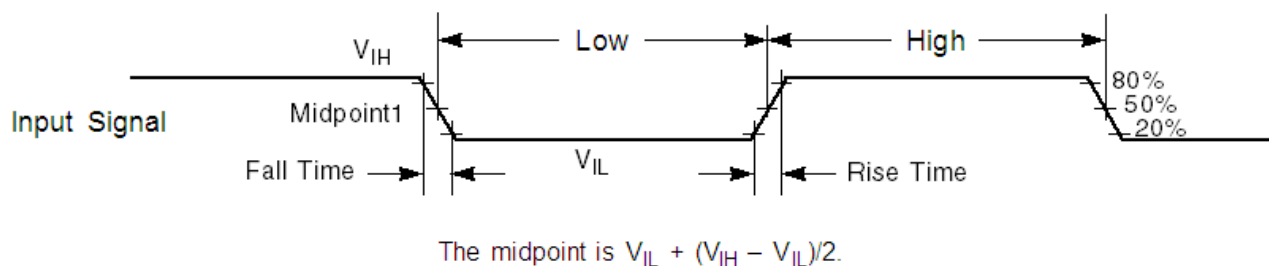 Low
High
VIH
80%
Midpoint1
50%
Input Signal
20%
Fall Time
VIL
Rise Time
The midpoint is VIL + (VIH – VIL)/2.